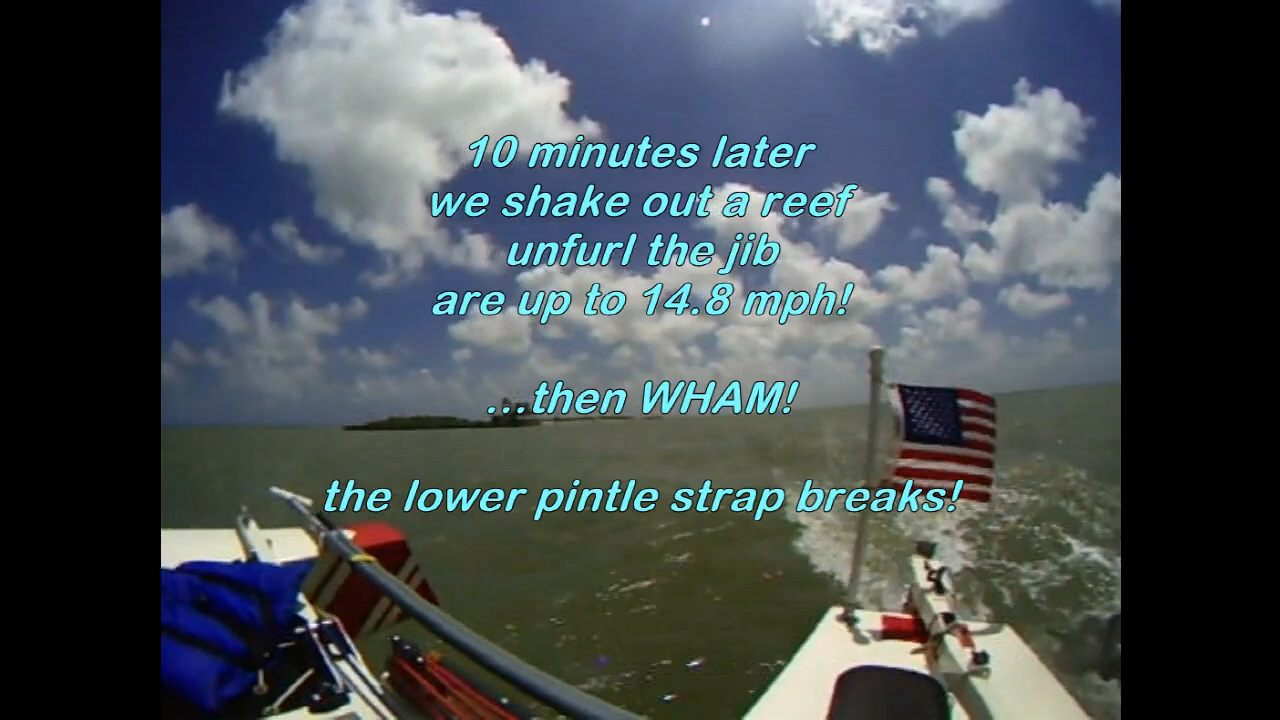 10 minutes later
we shake out a reef
unfurl the jib
are up to 14.8 mph!
...then WHAM!
the lower pintle strap breaks!